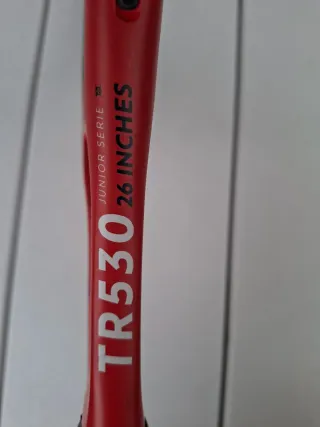 TR530
JUNIOR SERIE
26 INCHES